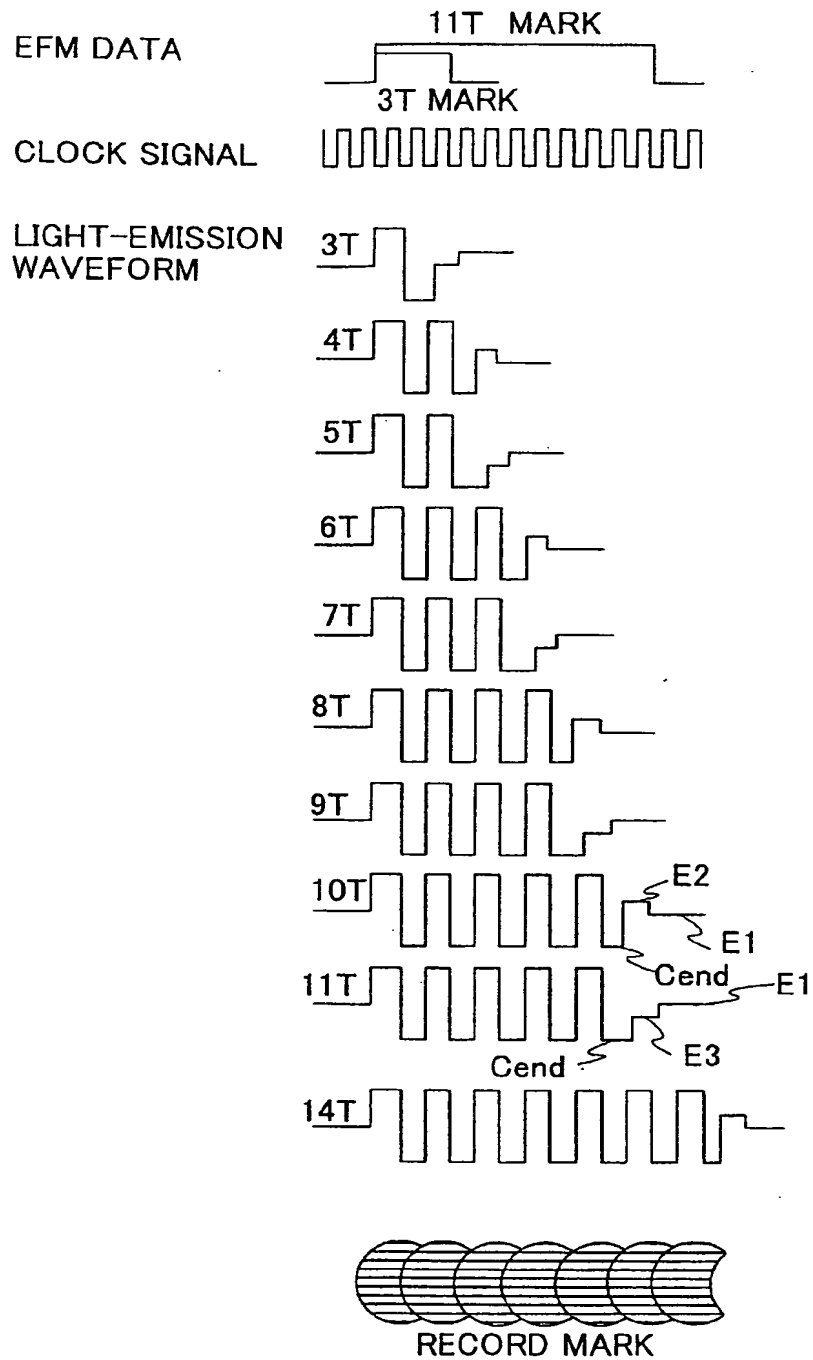 11T MARK
EFM DATA
3T MARK
CLOCK SIGNAL
LIGHT-EMISSION
WAVEFORM
3T
4T
5T
6T
7T
8T
9T
10T
E2
E1
Cend
11T
E1
E3
Cend
14T
RECORD MARK